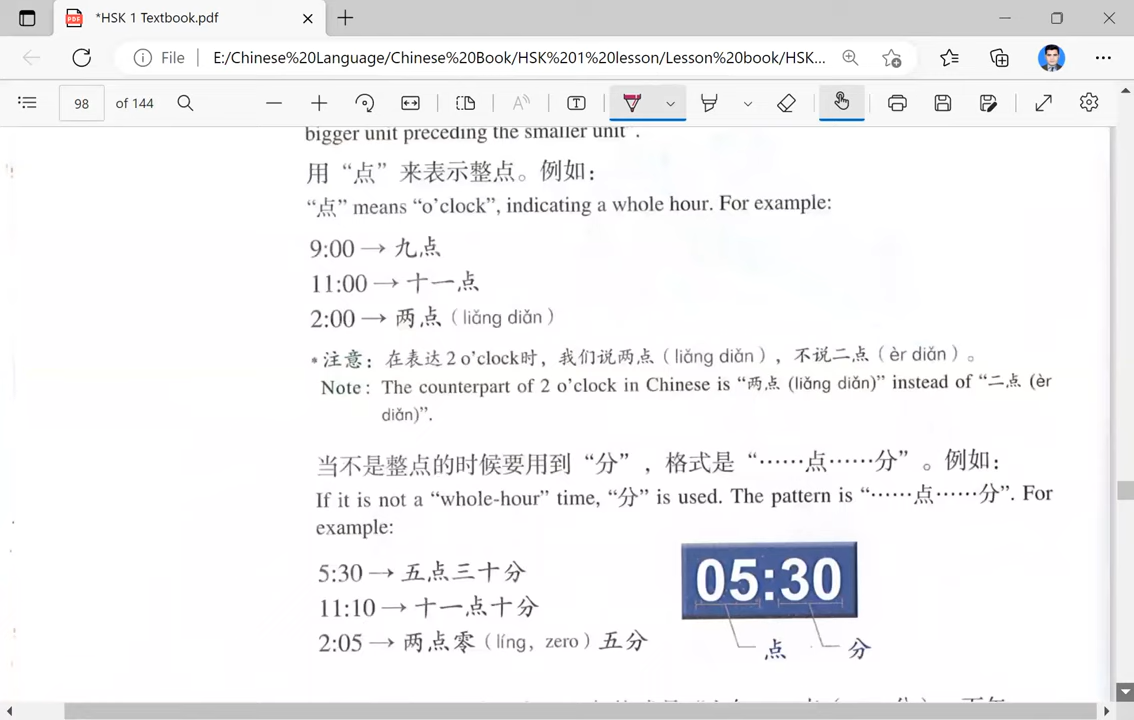 *HSK 1 Textbook.pdf
File
E:/Chinese%20Language/Chinese%20Book/HSK%201%20lesson/Lesson%20book/HSK...
98 of 144
bigger unit preceding the smaller unit”.
用“点”来表示整点。例如：
“点” means “o’clock”, indicating a whole hour. For example:
9:00 → 九点
11:00 → 十一点
2:00 → 两点（liǎng diǎn）
•注意：在表达2 o’clock时，我们说两点（liǎng diǎn），不说二点（èr diǎn）。
Note: The counterpart of 2 o’clock in Chinese is “两点 (liǎng diǎn)” instead of “二点 (èr
diǎn)”.
当不是整点的时候要用到“分”，格式是“……点……分”。例如：
If it is not a “whole-hour” time, “分” is used. The pattern is “……点……分”. For
example:
5:30 → 五点三十分
11:10 → 十一点十分
2:05 → 两点零（líng, zero）五分
05:30
点 分